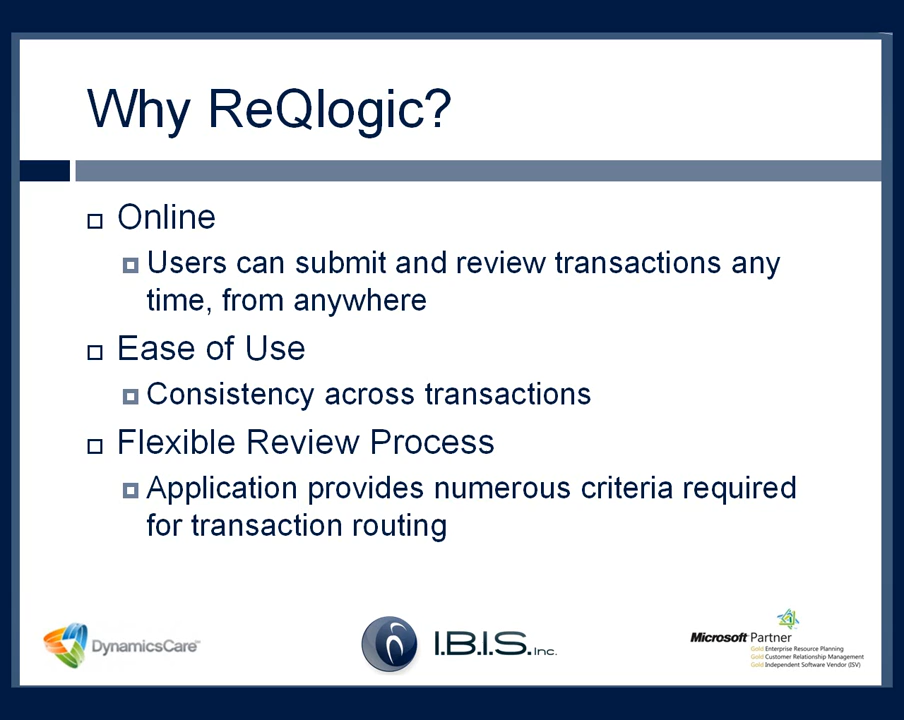 Why ReQlogic?
Online
Users can submit and review transactions any
time, from anywhere
Ease of Use
Consistency across transactions
Flexible Review Process
Application provides numerous criteria required
for transaction routing
DynamicsCare™
I.B.I.S. Inc.
Microsoft Partner
Gold Enterprise Resource Planning
Gold Customer Relationship Management
Gold Independent Software Vendor (ISV)